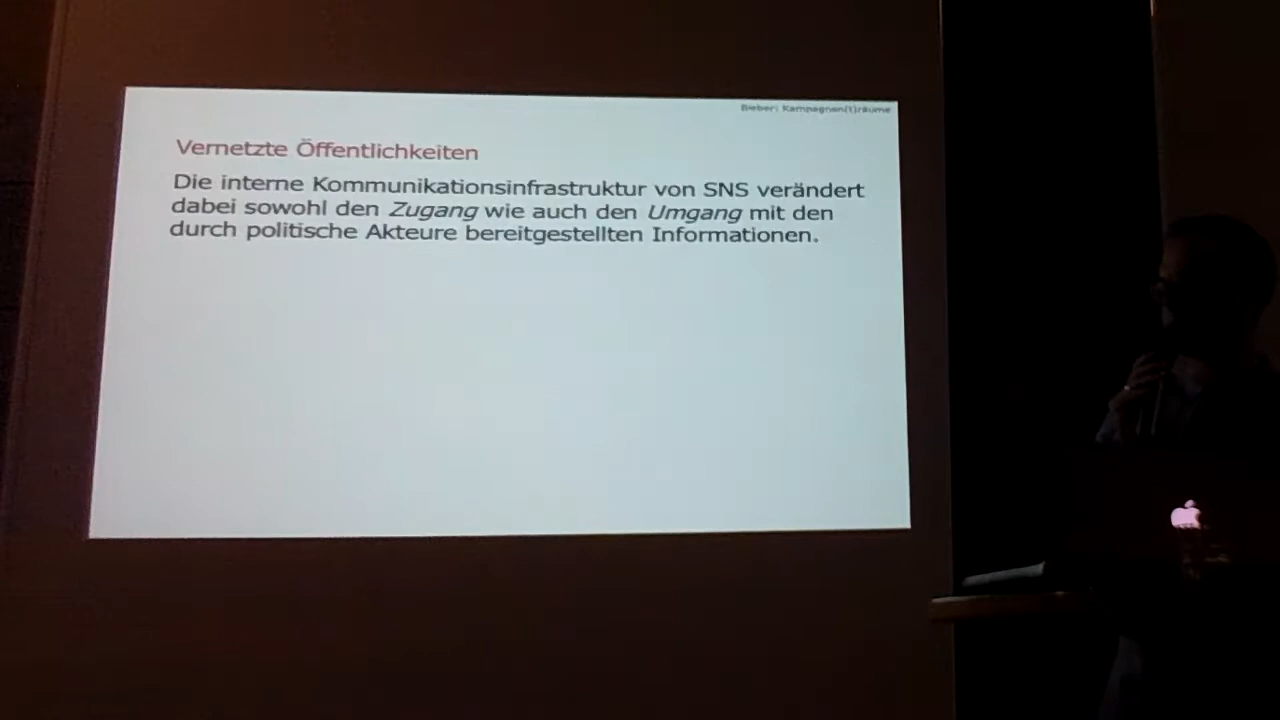 Bieber: Kampagnen(t)räume
Vernetzte Öffentlichkeiten
Die interne Kommunikationsinfrastruktur von SNS verändert
dabei sowohl den Zugang wie auch den Umgang mit den
durch politische Akteure bereitgestellten Informationen.